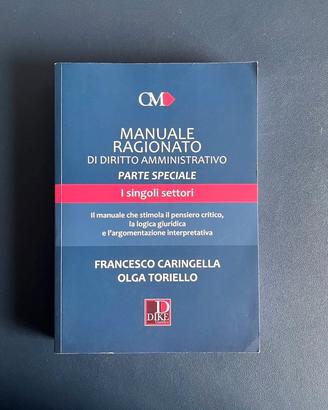 CM
MANUALE
RAGIONATO
DI DIRITTO AMMINISTRATIVO
PARTE SPECIALE
I singoli settori
Il manuale che stimola il pensiero critico,
la logica giuridica
e l'argomentazione interpretativa
FRANCESCO CARINGELLA
OLGA TORIELLO
D
DIKE